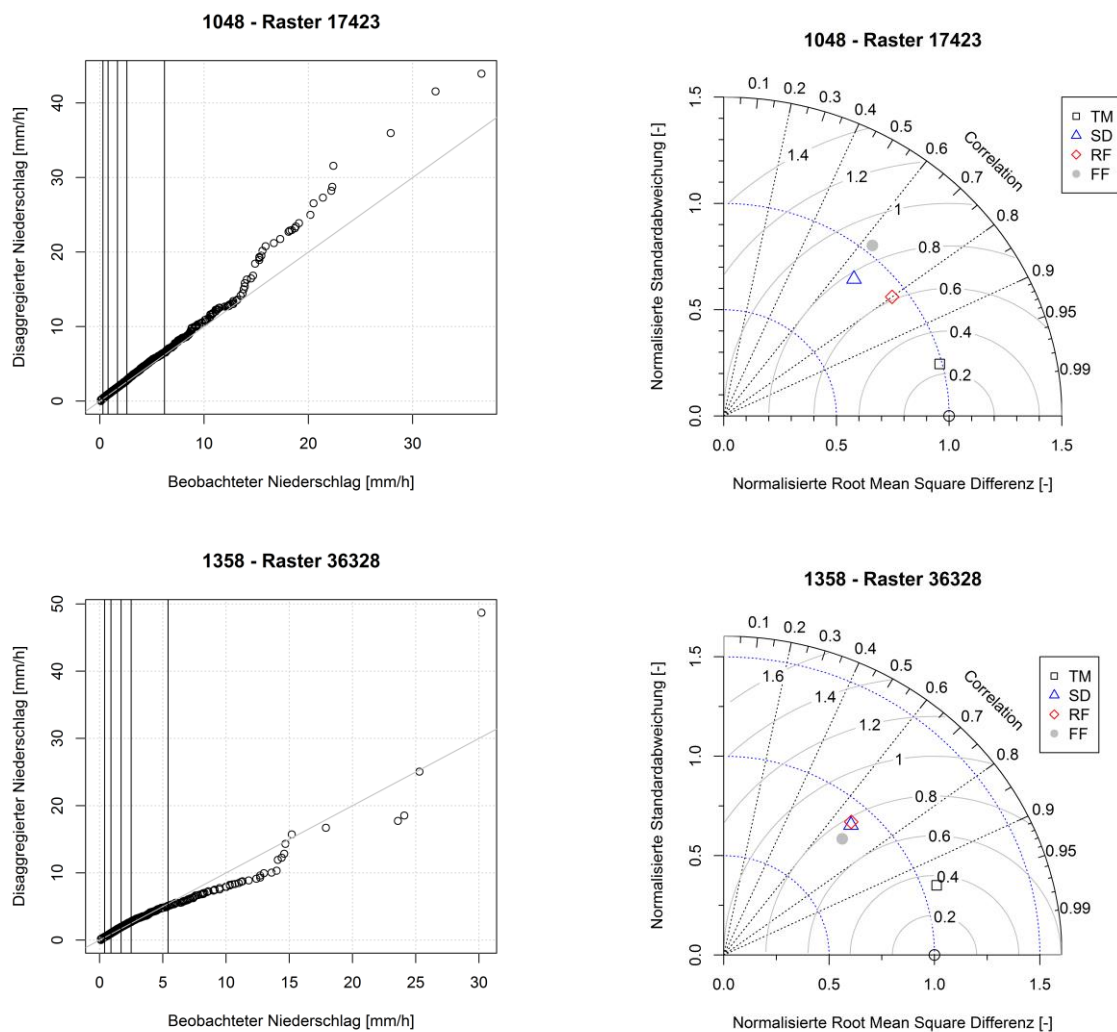 1048 - Raster 17423
Disaggregierter Niederschlag [mm/h]
0 10 20 30 40
0 10 20 30
Beobachteter Niederschlag [mm/h]
1048 - Raster 17423
Normalisierte Standardabweichung [-]
0.0 0.5 1.0 1.5
0.1 0.2 0.3 0.4 0.5 0.6 0.7 0.8 0.9 0.95 0.99
Correlation
1.4 1.2 1 0.8 0.6 0.4 0.2
0.0 0.5 1.0 1.5
Normalisierte Root Mean Square Differenz [-]
TM
SD
RF
FF
1358 - Raster 36328
Disaggregierter Niederschlag [mm/h]
0 10 20 30 40 50
0 5 10 15 20 25 30
Beobachteter Niederschlag [mm/h]
1358 - Raster 36328
Normalisierte Standardabweichung [-]
0.0 0.5 1.0 1.5
0.1 0.2 0.3 0.4 0.5 0.6 0.7 0.8 0.9 0.95 0.99
Correlation
1.6 1.4 1.2 1 0.8 0.6 0.4 0.2
0.0 0.5 1.0 1.5
Normalisierte Root Mean Square Differenz [-]
TM
SD
RF
FF